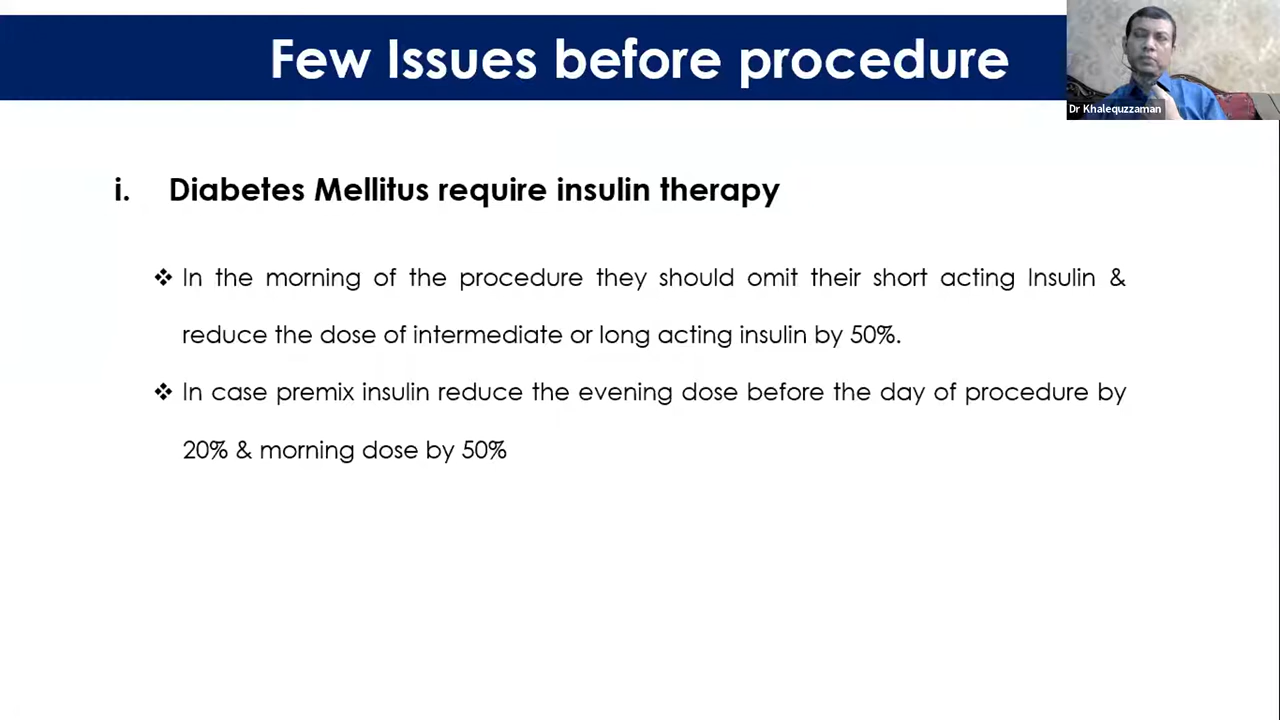 Few Issues before procedure
Dr Khalequzzaman
i. Diabetes Mellitus require insulin therapy
❖ In the morning of the procedure they should omit their short acting Insulin &
reduce the dose of intermediate or long acting insulin by 50%.
❖ In case premix insulin reduce the evening dose before the day of procedure by
20% & morning dose by 50%